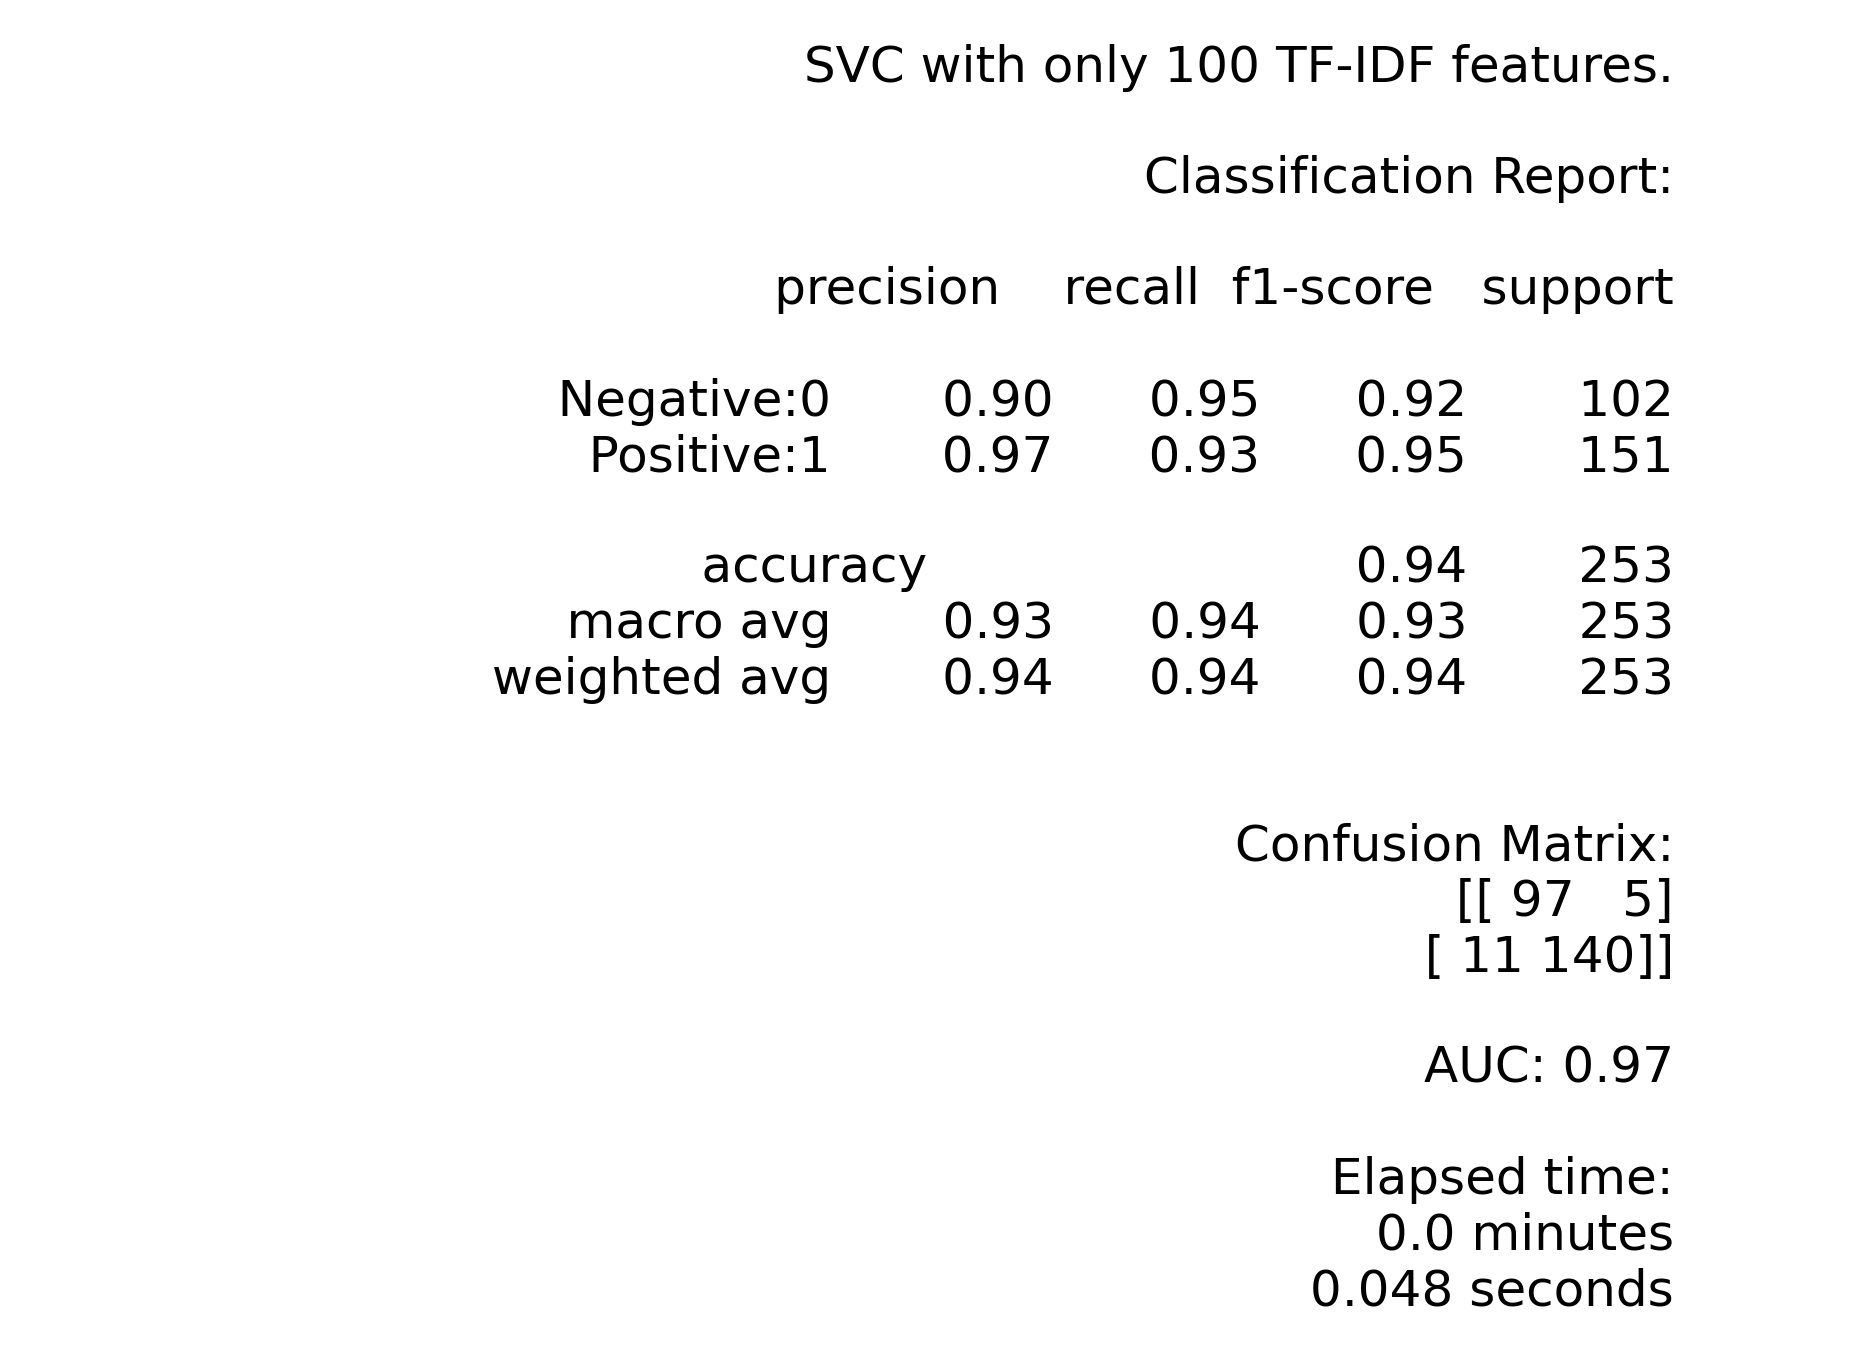 SVC with only 100 TF-IDF features.
Classification Report:
precision recall f1-score support
Negative:0 0.90 0.95 0.92 102
Positive:1 0.97 0.93 0.95 151
accuracy 0.94 253
macro avg 0.93 0.94 0.93 253
weighted avg 0.94 0.94 0.94 253
Confusion Matrix:
[[ 97 5]
[ 11 140]]
AUC: 0.97
Elapsed time:
0.0 minutes
0.048 seconds